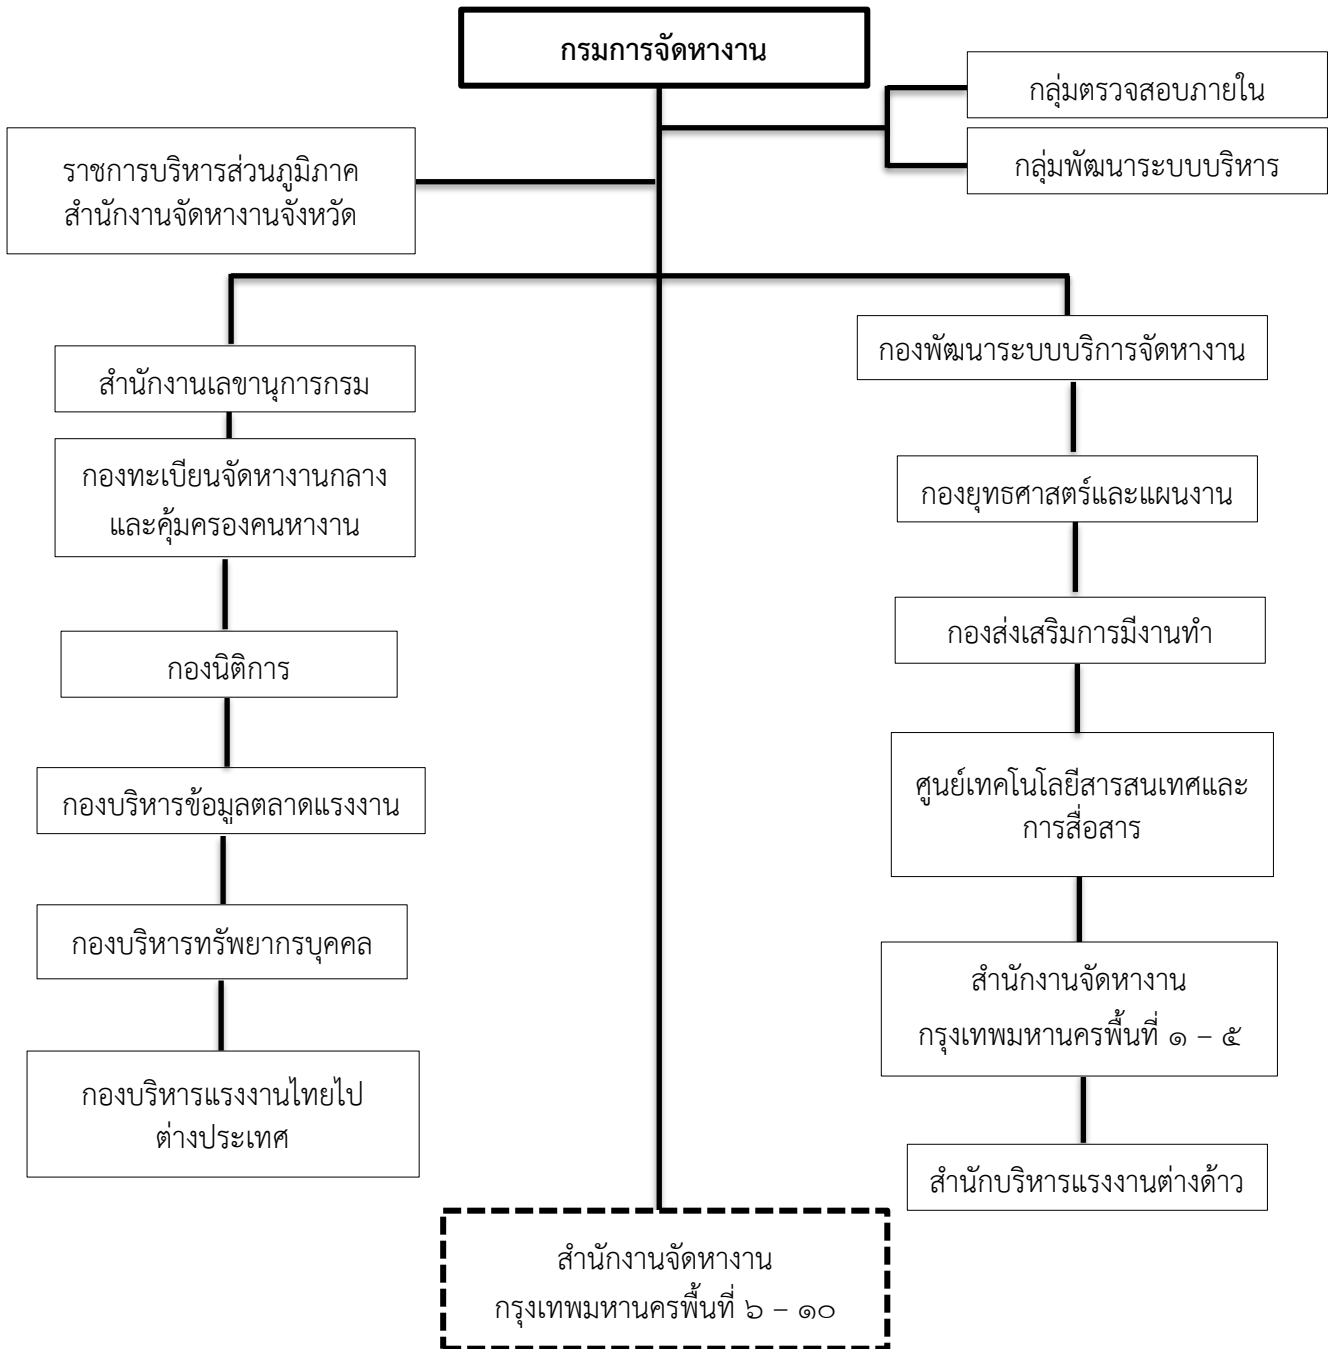 กรมการจัดหางาน
กลุ่มตรวจสอบภายใน
กลุ่มพัฒนาระบบบริหาร
ราชการบริหารส่วนภูมิภาค
สำนักงานจัดหางานจังหวัด
สำนักงานเลขานุการกรม
กองทะเบียนจัดหางานกลาง
และคุ้มครองคนหางาน
กองนิติการ
กองบริหารข้อมูลตลาดแรงงาน
กองบริหารทรัพยากรบุคคล
กองบริหารแรงงานไทยไป
ต่างประเทศ
กองพัฒนาระบบบริการจัดหางาน
กองยุทธศาสตร์และแผนงาน
กองส่งเสริมการมีงานทำ
ศูนย์เทคโนโลยีสารสนเทศและ
การสื่อสาร
สำนักงานจัดหางาน
กรุงเทพมหานครพื้นที่ ๑ – ๕
สำนักบริหารแรงงานต่างด้าว
สำนักงานจัดหางาน
กรุงเทพมหานครพื้นที่ ๖ – ๑๐